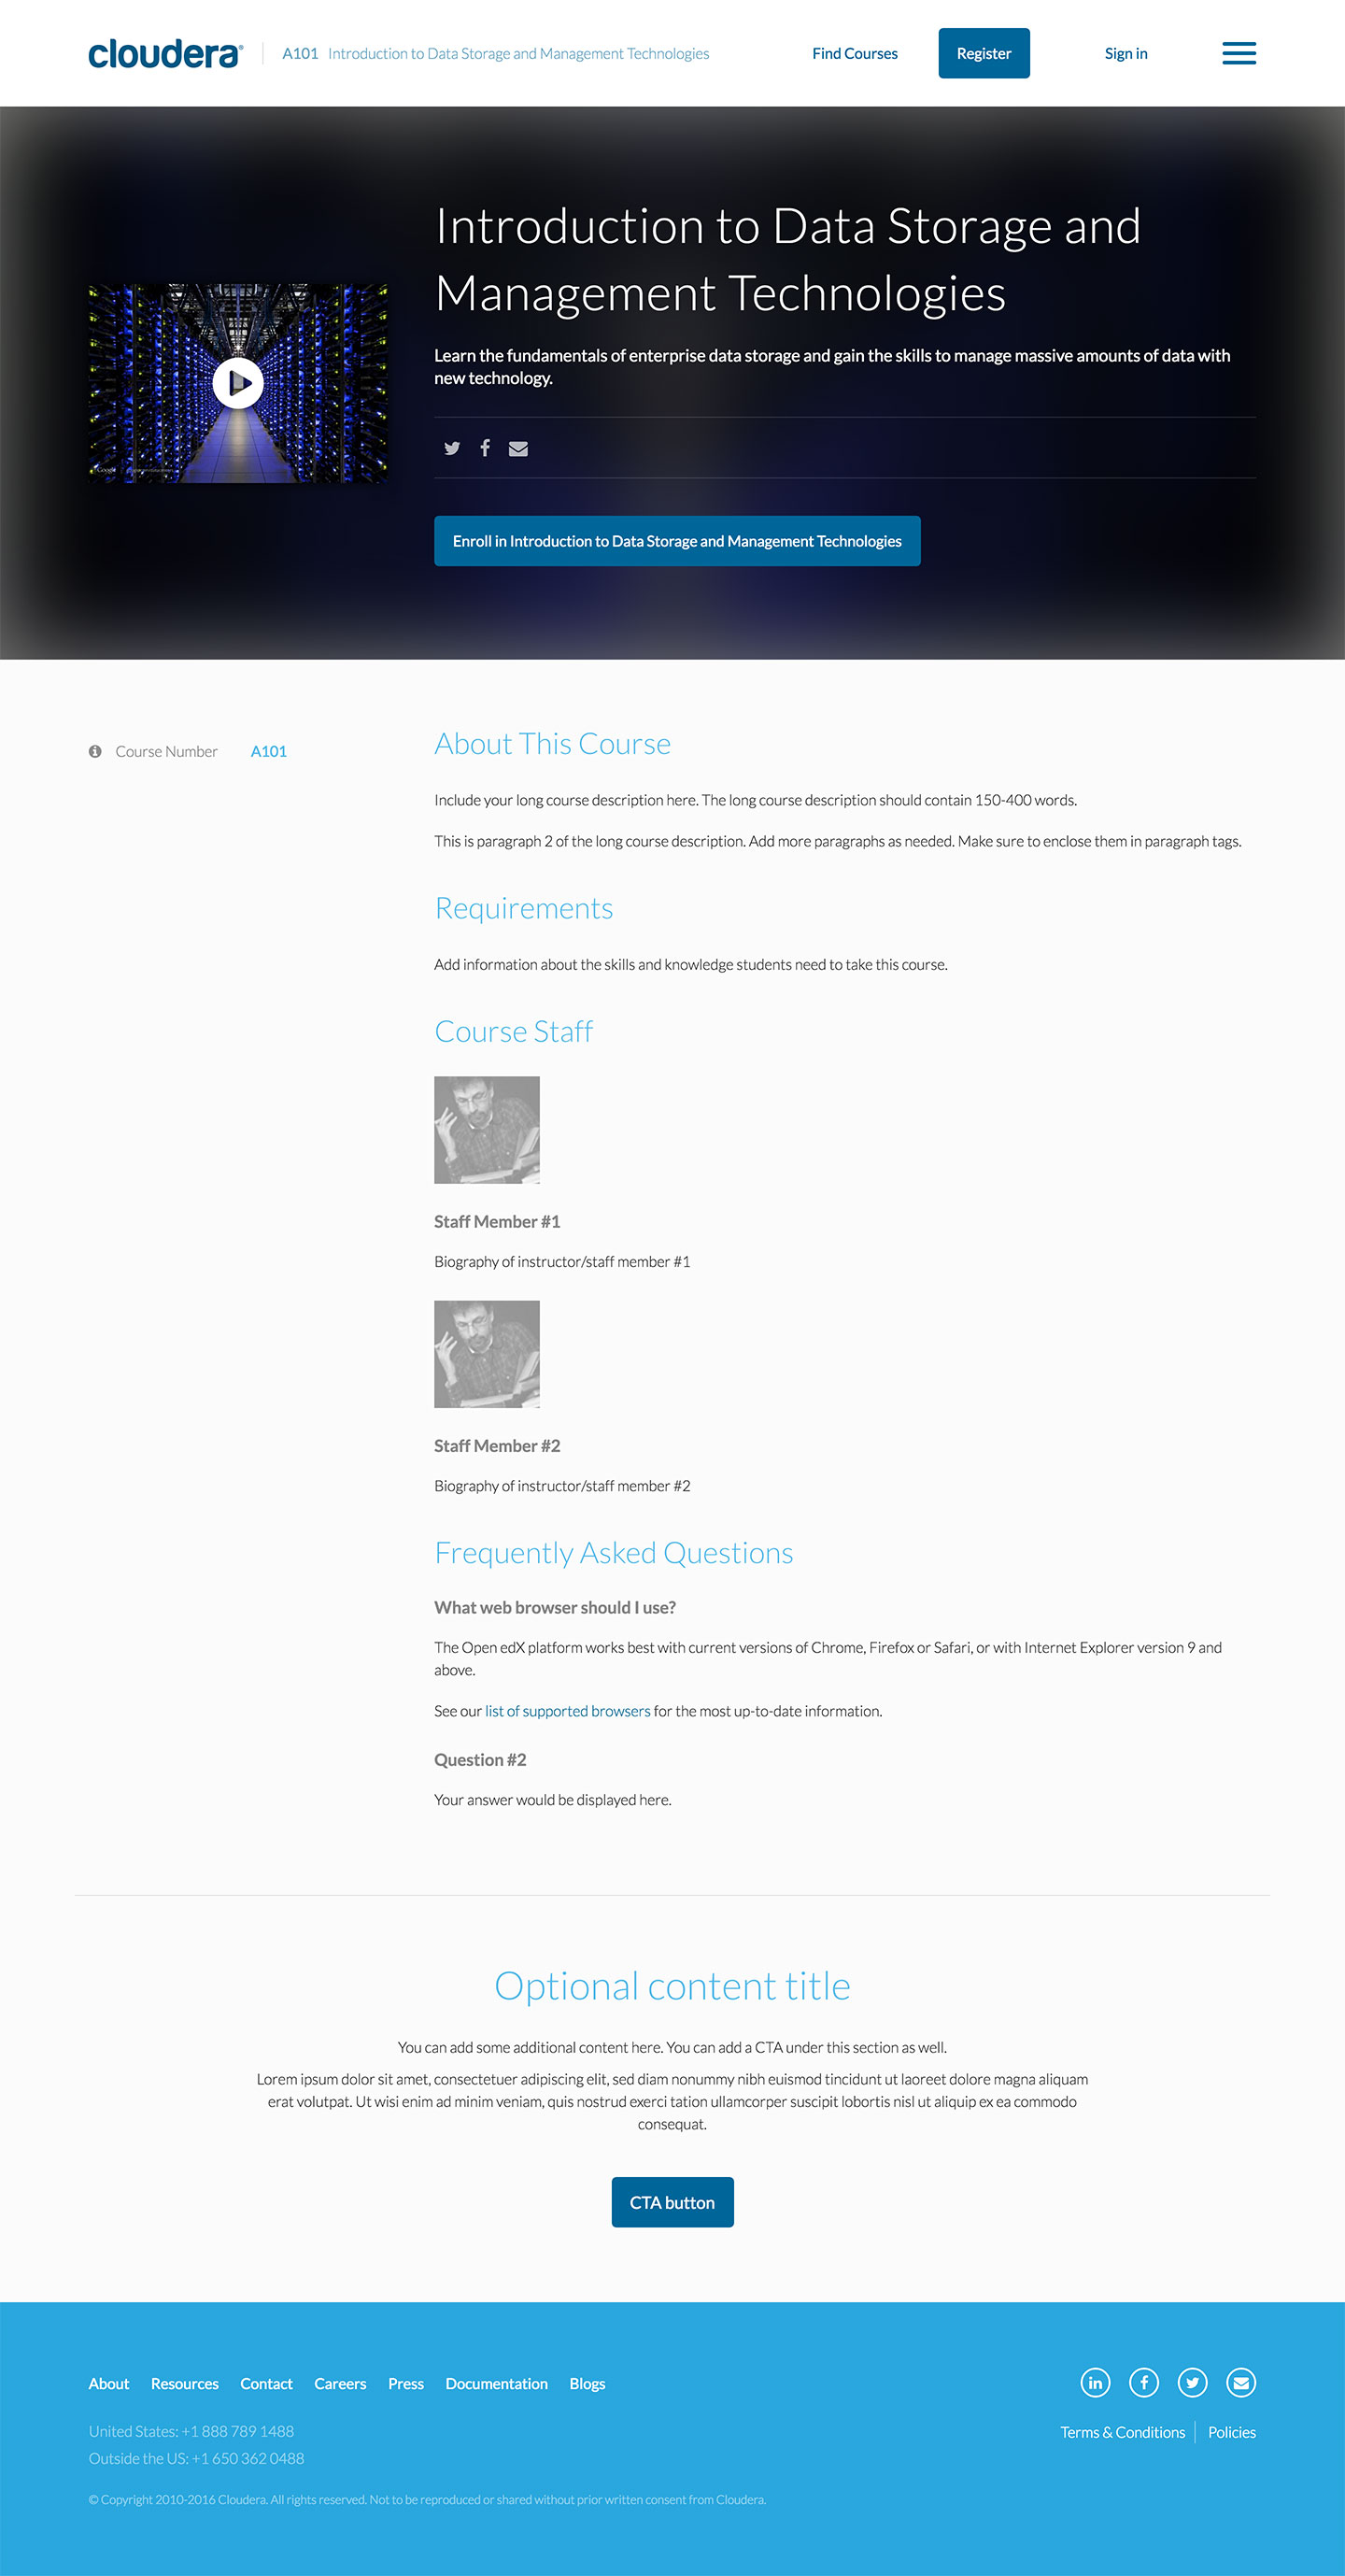 cloudera®
A101 Introduction to Data Storage and Management Technologies
Find Courses
Register
Sign in
Introduction to Data Storage and
Management Technologies
Learn the fundamentals of enterprise data storage and gain the skills to manage massive amounts of data with
new technology.
Enroll in Introduction to Data Storage and Management Technologies
Course Number A101
About This Course
Include your long course description here. The long course description should contain 150-400 words.
This is paragraph 2 of the long course description. Add more paragraphs as needed. Make sure to enclose them in paragraph tags.
Requirements
Add information about the skills and knowledge students need to take this course.
Course Staff
Staff Member #1
Biography of instructor/staff member #1
Staff Member #2
Biography of instructor/staff member #2
Frequently Asked Questions
What web browser should I use?
The Open edX platform works best with current versions of Chrome, Firefox or Safari, or with Internet Explorer version 9 and
above.
See our list of supported browsers for the most up-to-date information.
Question #2
Your answer would be displayed here.
Optional content title
You can add some additional content here. You can add a CTA under this section as well.
Lorem ipsum dolor sit amet, consectetuer adipiscing elit, sed diam nonummy nibh euismod tincidunt ut laoreet dolore magna aliquam
erat volutpat. Ut wisi enim ad minim veniam, quis nostrud exerci tation ullamcorper suscipit lobortis nisl ut aliquip ex ea commodo
consequat.
CTA button
About Resources Contact Careers Press Documentation Blogs
United States: +1 888 789 1488
Outside the US: +1 650 362 0488
Terms & Conditions
Policies
© Copyright 2010-2016 Cloudera. All rights reserved. Not to be reproduced or shared without prior written consent from Cloudera.